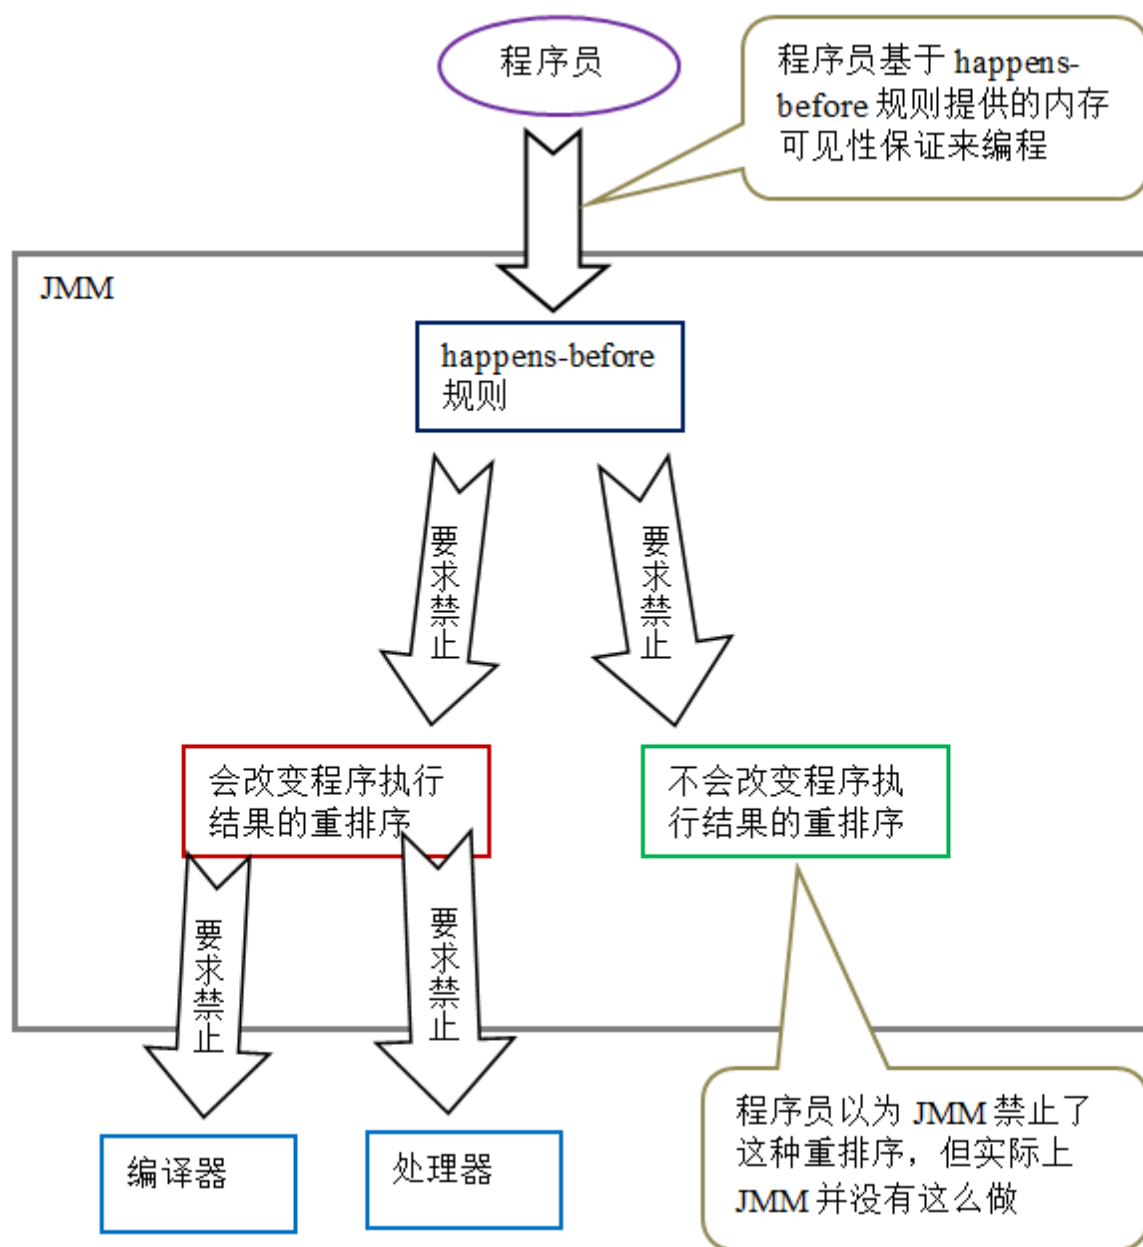 程序员
程序员基于 happens-
before 规则提供的内存
可见性保证来编程
JMM
happens-before
规则
要求禁止
要求禁止
会改变程序执行
结果的重排序
不会改变程序执
行结果的重排序
要求禁止
要求禁止
编译器
处理器
程序员以为 JMM 禁止了
这种重排序，但实际上
JMM 并没有这么做